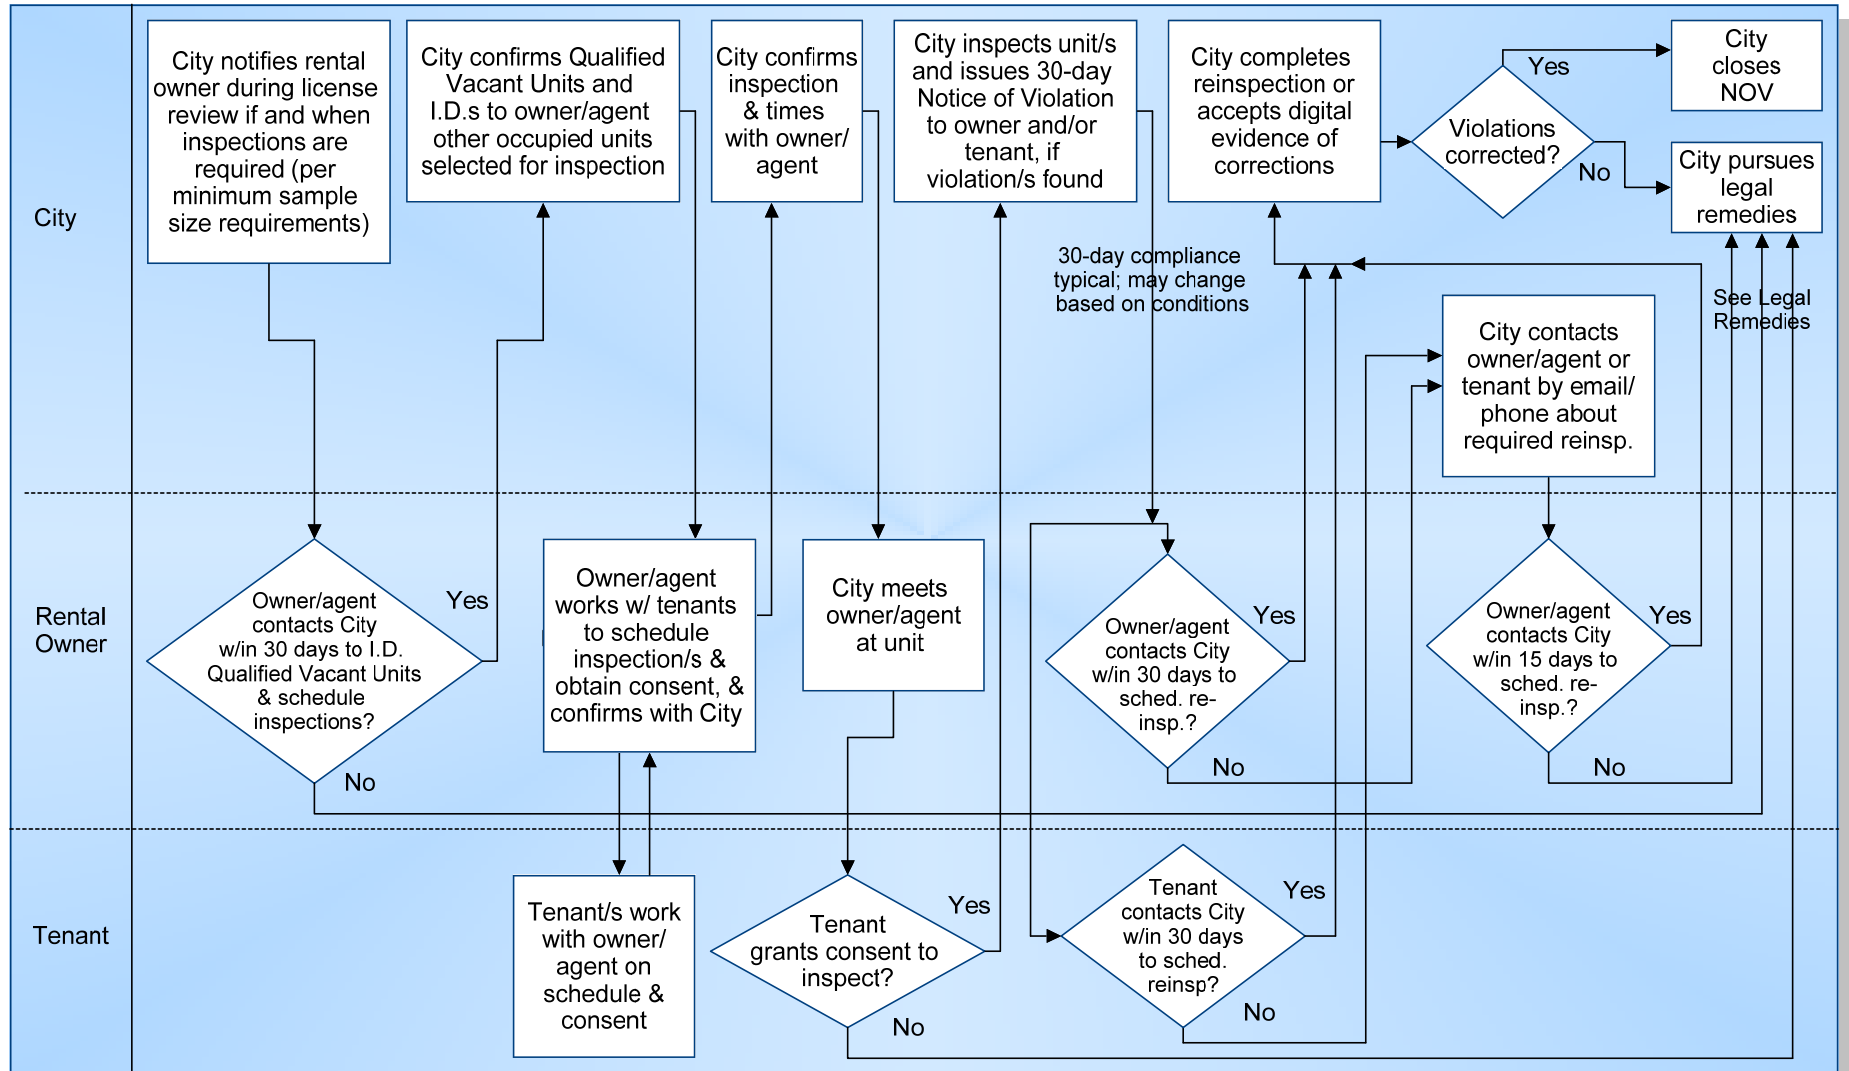 City
City notifies rental
owner during license
review if and when
inspections are
required (per
minimum sample
size requirements)
City confirms Qualified
Vacant Units and
I.D.s to owner/agent
other occupied units
selected for inspection
City confirms
inspection
& times
with owner/
agent
City inspects unit/s
and issues 30-day
Notice of Violation
to owner and/or
tenant, if
violation/s found
City completes
reinspection or
accepts digital
evidence of
corrections
Violations
corrected?
Yes
No
City
closes
NOV
City pursues
legal
remedies
30-day compliance
typical; may change
based on conditions
See Legal
Remedies
City contacts
owner/agent or
tenant by email/
phone about
required reinsp.
Rental
Owner
Owner/agent
contacts City
w/in 30 days to I.D.
Qualified Vacant Units
& schedule
inspections?
Yes
No
Owner/agent
works w/ tenants
to schedule
inspection/s &
obtain consent, &
confirms with City
City meets
owner/agent
at unit
Owner/agent
contacts City
w/in 30 days to
sched. re-
insp.?
Yes
No
Owner/agent
contacts City
w/in 15 days to
sched. re-
insp.?
Yes
No
Tenant
Tenant/s work
with owner/
agent on
schedule &
consent
Tenant
grants consent to
inspect?
Yes
No
Tenant
contacts City
w/in 30 days
to sched.
reinsp?
Yes
No